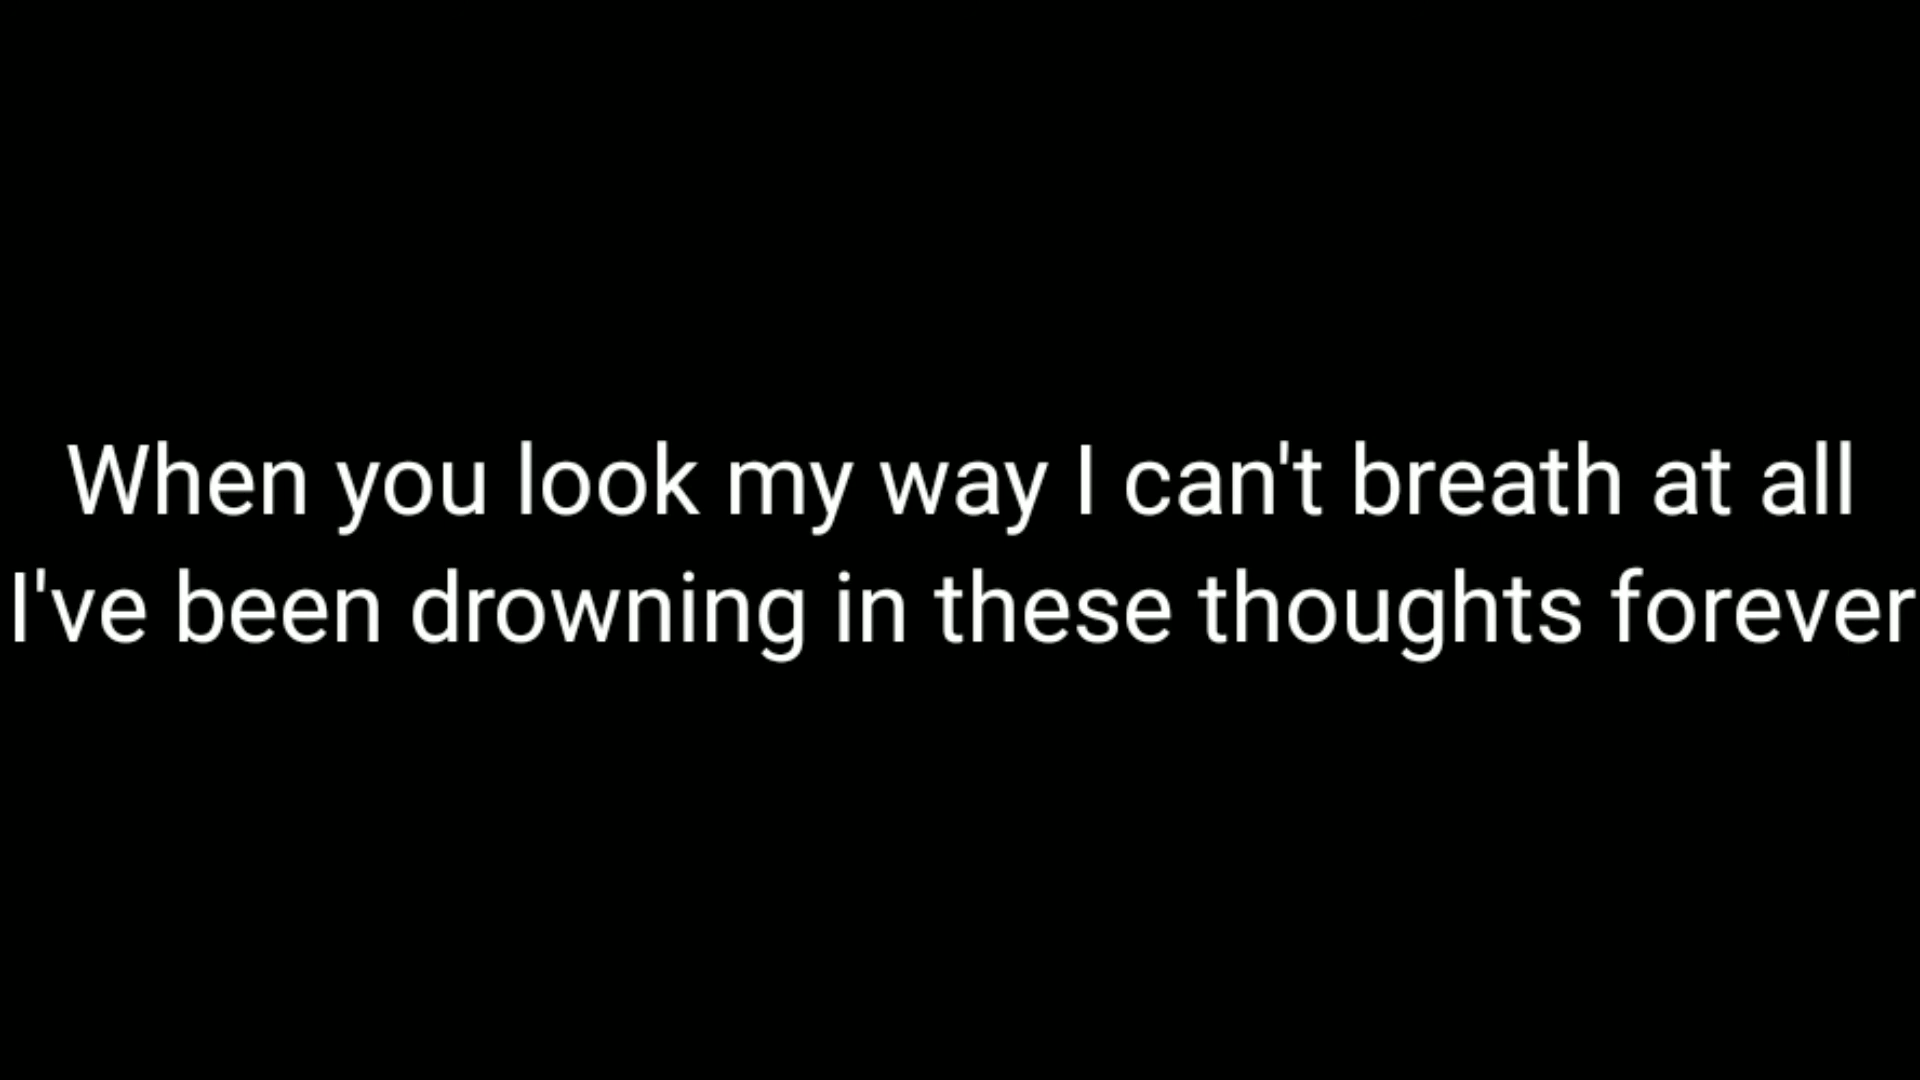 When you look my way I can't breath at all
I've been drowning in these thoughts forever